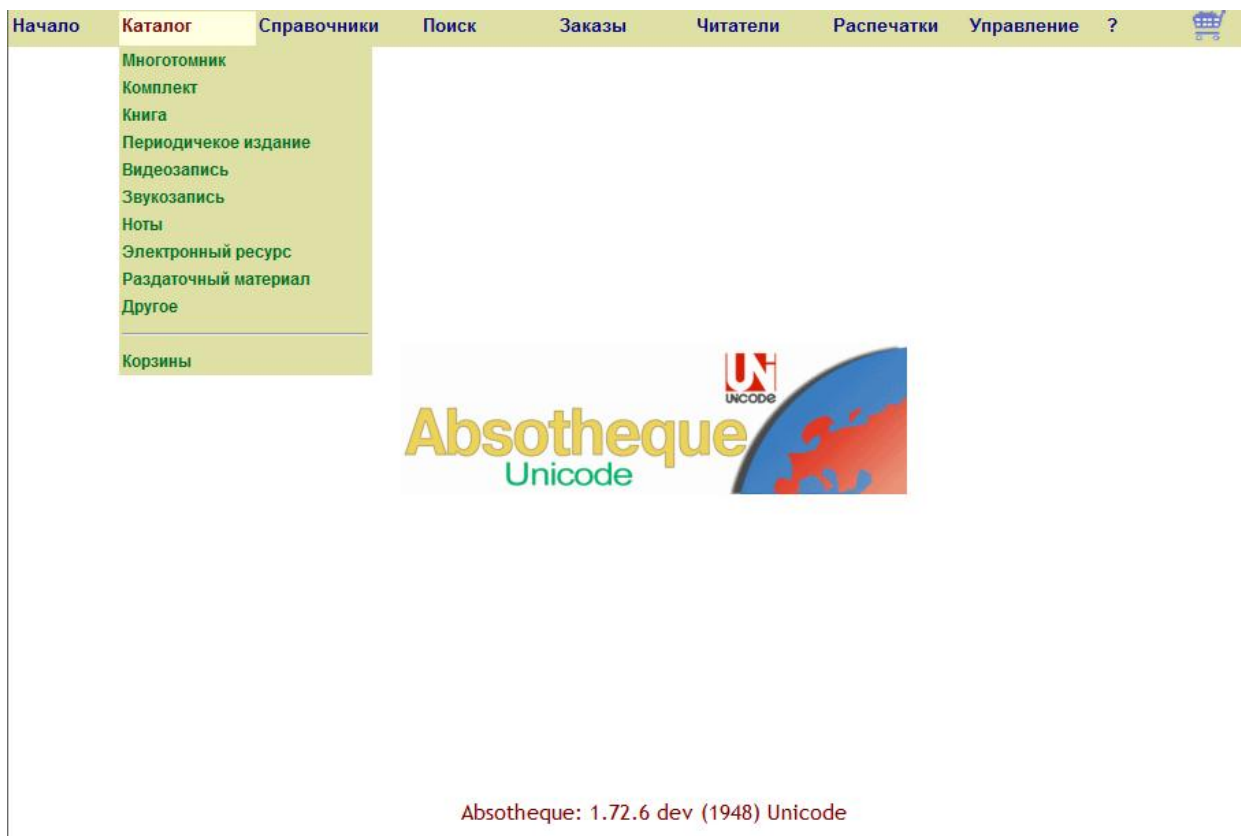 Начало Каталог Справочники Поиск Заказы Читатели Распечатки Управление ?
Многотомник
Комплект
Книга
Периодичекое издание
Видеозапись
Звукозапись
Ноты
Электронный ресурс
Раздаточный материал
Другое
Корзины
UNi
UNICODE
Absotheque
Unicode
Absotheque: 1.72.6 dev (1948) Unicode